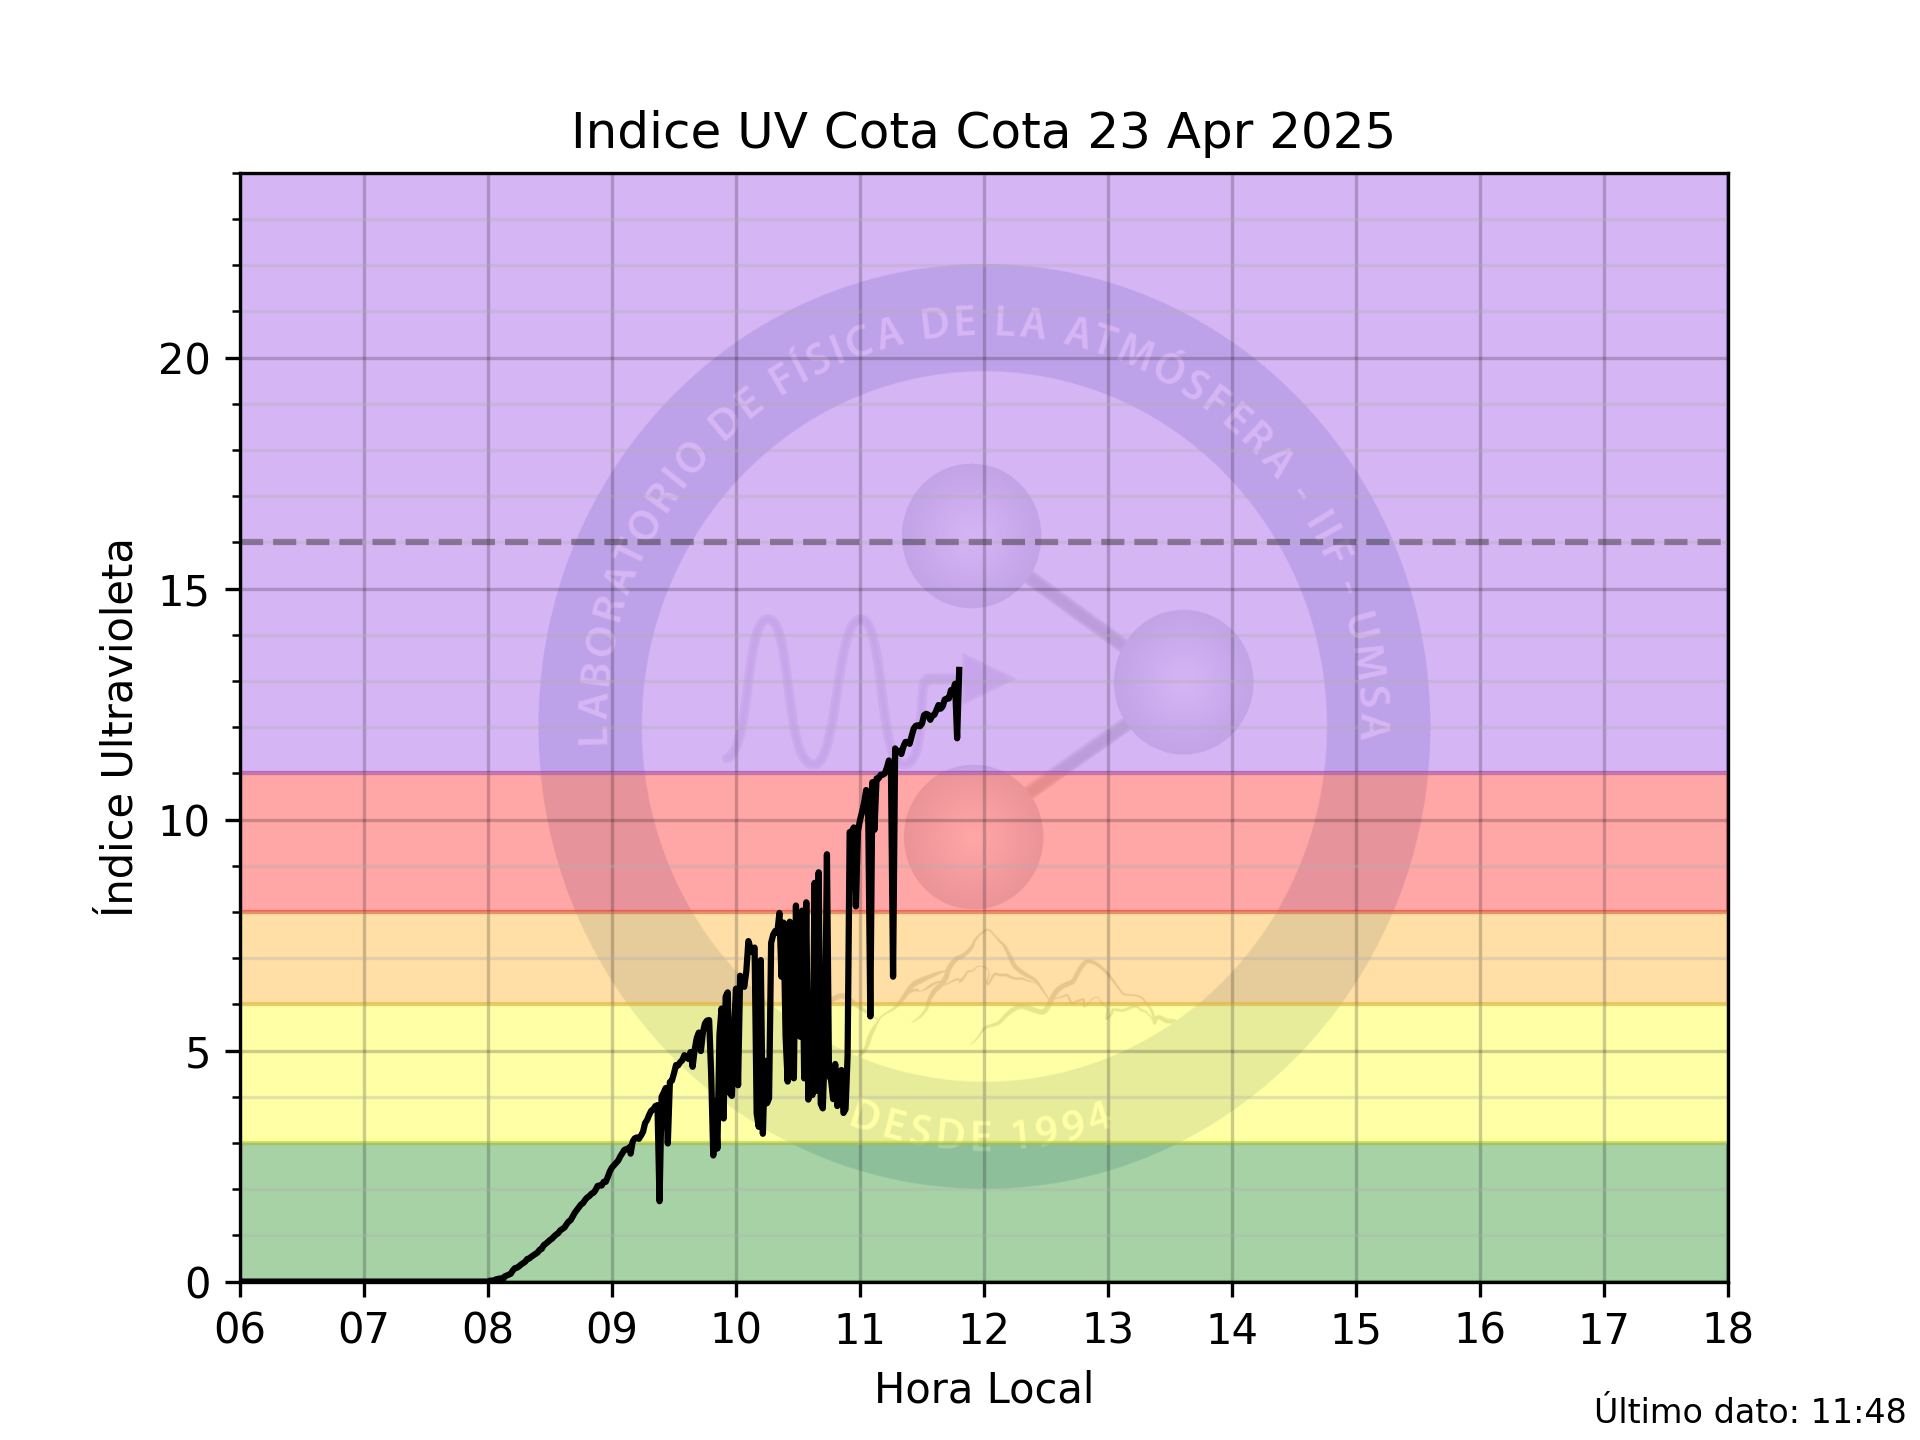 Indice UV Cota Cota 23 Apr 2025
Índice Ultravioleta
20
15
10
5
0
LABORATORIO DE FÍSICA DE LA ATMÓSFERA - IIF - UMSA
DESDE 1994
06 07 08 09 10 11 12 13 14 15 16 17 18
Hora Local
Último dato: 11:48